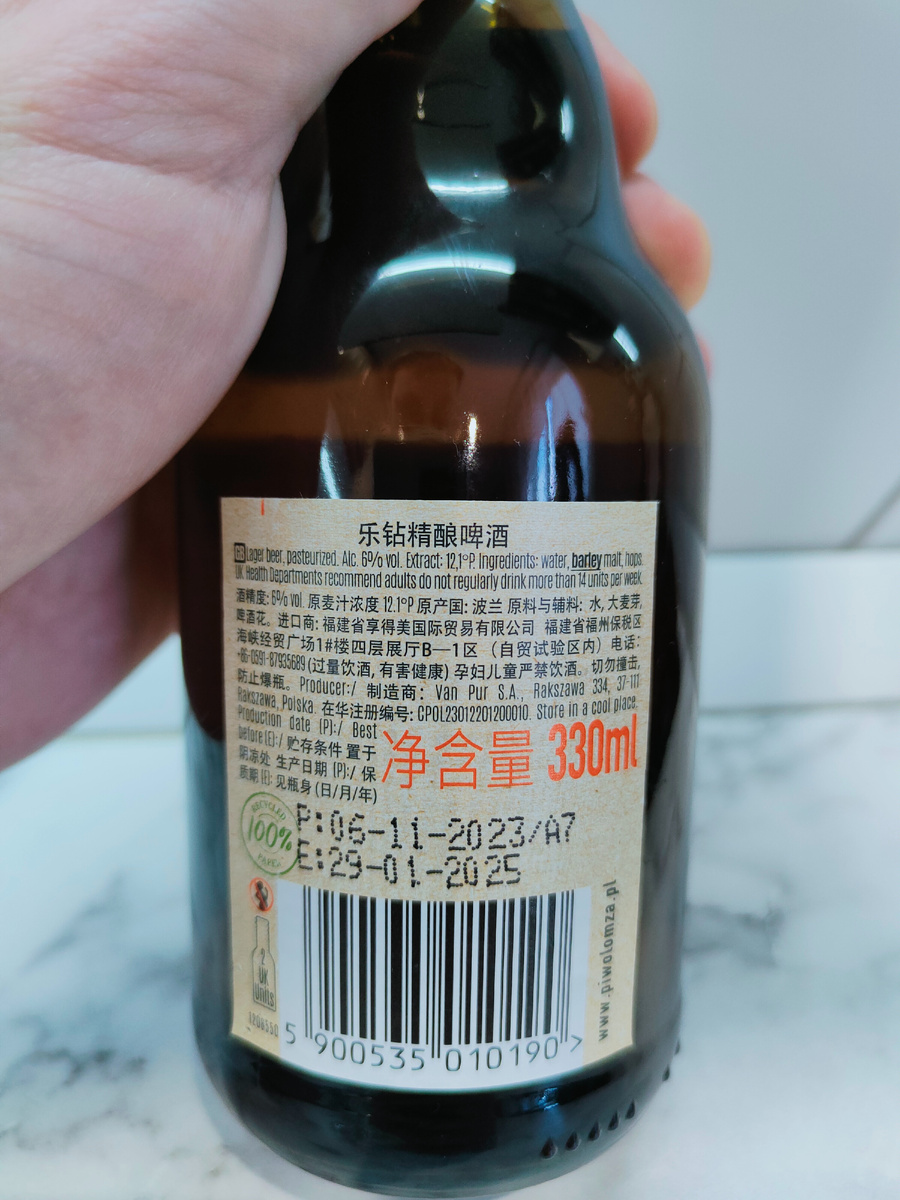 乐钻精酿啤酒
GB Lager beer, pasteurized. Alc. 6% vol. Extract: 12,1°P. Ingredients: water, barley malt, hops.
UK Health Departments recommend adults do not regularly drink more than 14 units per week.
酒精度: 6% vol. 原麦汁浓度 12.1°P 原产国: 波兰 原料与辅料: 水, 大麦芽,
啤酒花。进口商: 福建省享得美国际贸易有限公司 福建省福州保税区
海峡经贸广场1#楼四层展厅B—1区 (自贸试验区内) 电话:
+86-0591-87935689 (过量饮酒, 有害健康) 孕妇儿童严禁饮酒。切勿撞击,
防止爆瓶。Producer:/ 制造商: Van Pur S.A., Rakszawa 334, 37-111
Rakszawa, Polska. 在华注册编号: CPOL23012201200010. Store in a cool place.
Production date (P):/ Best
before (E):/ 贮存条件 置于
阴凉处 生产日期 (P):/ 保
质期 (E): 见瓶身 (日/月/年)
净含量 330ml
RECYCLED
100%
PAPER
P:06-11-2023/A7
E:29-01-2025
2
UK
Units
5 900535 010190 >
www.piwolomza.pl